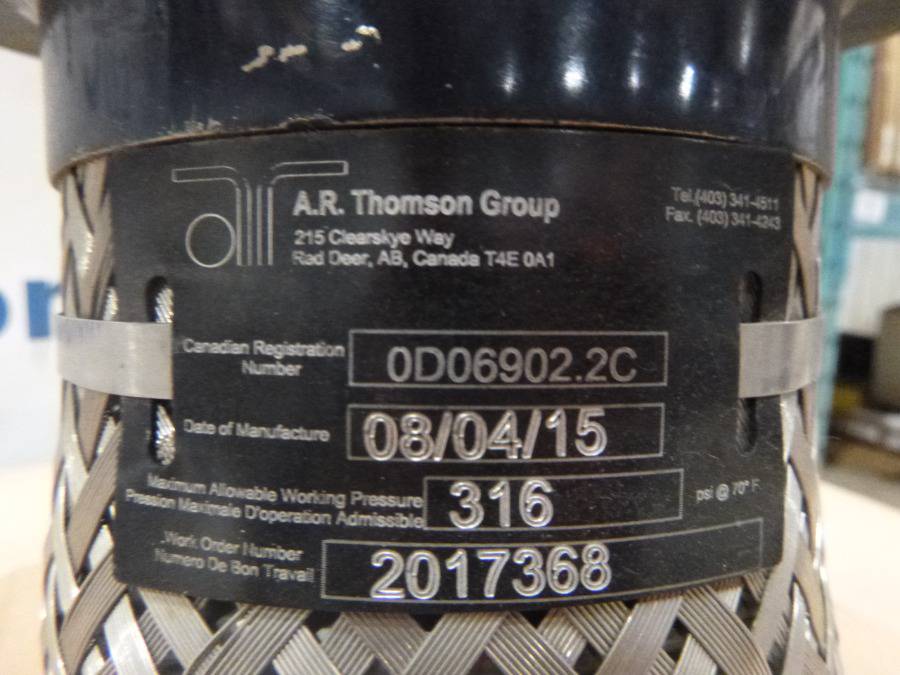 A.R. Thomson Group
215 Clearskye Way
Red Deer, AB, Canada T4E 0A1
Tel.(403) 341-4511
Fax. (403) 341-4243
Canadian Registration
Number
0D06902.2C
Date of Manufacture
08/04/15
Maximum Allowable Working Pressure
Pression Maximale D'operation Admissible
316
psi @ 70° F
Work Order Number
Numero De Bon Travail
2017368